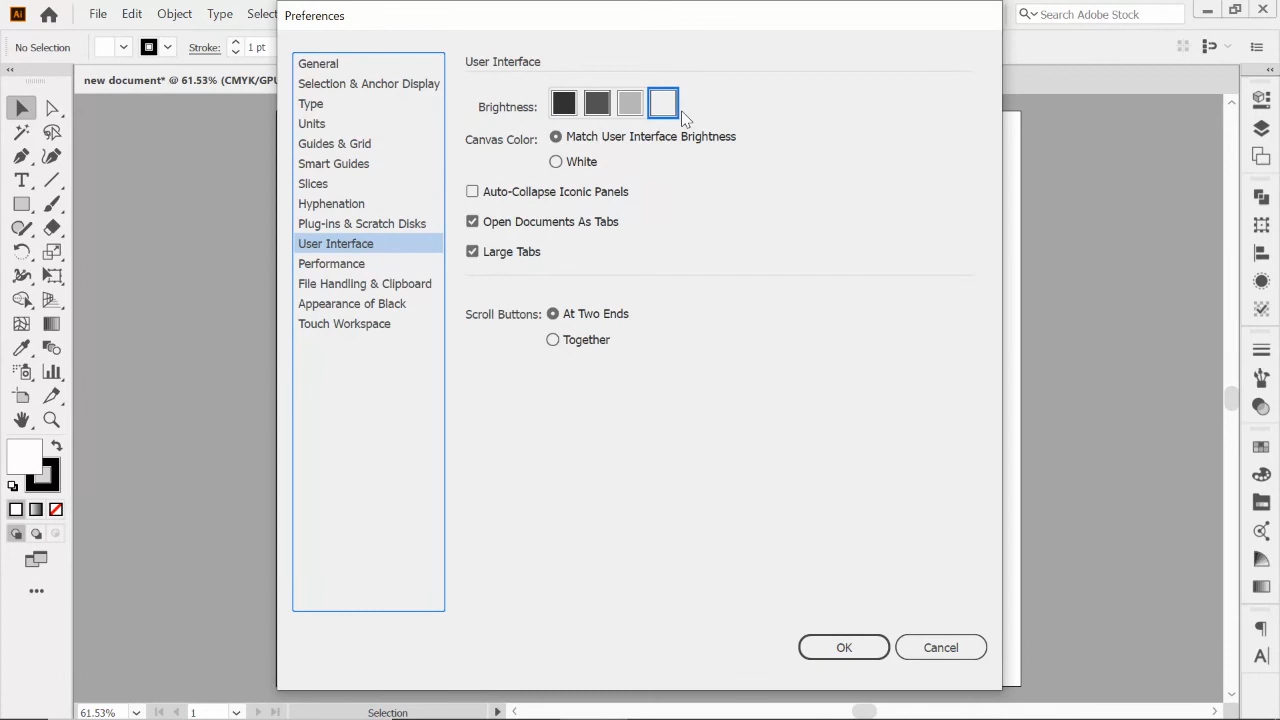 Ai
File
Edit
Object
Type
Select
Preferences
Search Adobe Stock
No Selection
Stroke:
1 pt
new document* @ 61.53% (CMYK/GPU
General
Selection & Anchor Display
Type
Units
Guides & Grid
Smart Guides
Slices
Hyphenation
Plug-ins & Scratch Disks
User Interface
Performance
File Handling & Clipboard
Appearance of Black
Touch Workspace
User Interface
Brightness:
Canvas Color:
Match User Interface Brightness
White
Auto-Collapse Iconic Panels
Open Documents As Tabs
Large Tabs
Scroll Buttons:
At Two Ends
Together
OK
Cancel
61.53%
1
Selection